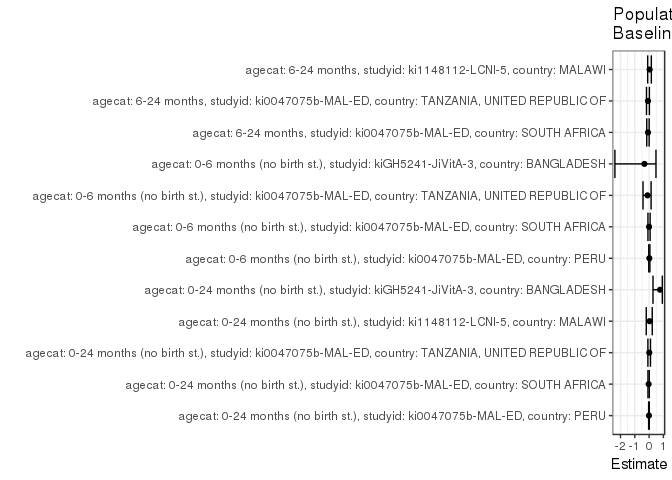 Populat
Baselin
agecat: 6-24 months, studyid: ki1148112-LCNI-5, country: MALAWI
agecat: 6-24 months, studyid: ki0047075b-MAL-ED, country: TANZANIA, UNITED REPUBLIC OF
agecat: 6-24 months, studyid: ki0047075b-MAL-ED, country: SOUTH AFRICA
agecat: 0-6 months (no birth st.), studyid: kiGH5241-JiVitA-3, country: BANGLADESH
agecat: 0-6 months (no birth st.), studyid: ki0047075b-MAL-ED, country: TANZANIA, UNITED REPUBLIC OF
agecat: 0-6 months (no birth st.), studyid: ki0047075b-MAL-ED, country: SOUTH AFRICA
agecat: 0-6 months (no birth st.), studyid: ki0047075b-MAL-ED, country: PERU
agecat: 0-24 months (no birth st.), studyid: kiGH5241-JiVitA-3, country: BANGLADESH
agecat: 0-24 months (no birth st.), studyid: ki1148112-LCNI-5, country: MALAWI
agecat: 0-24 months (no birth st.), studyid: ki0047075b-MAL-ED, country: TANZANIA, UNITED REPUBLIC OF
agecat: 0-24 months (no birth st.), studyid: ki0047075b-MAL-ED, country: SOUTH AFRICA
agecat: 0-24 months (no birth st.), studyid: ki0047075b-MAL-ED, country: PERU
-2 -1 0 1
Estimate